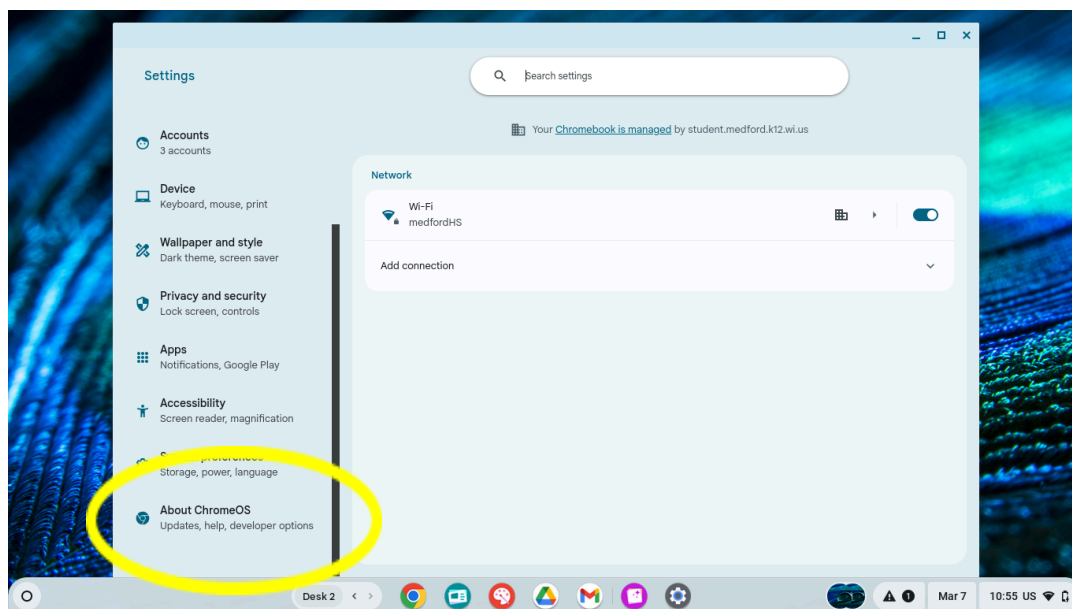 Settings
Search settings
Your Chromebook is managed by student.medford.k12.wi.us
Accounts
3 accounts
Device
Keyboard, mouse, print
Wallpaper and style
Dark theme, screen saver
Privacy and security
Lock screen, controls
Apps
Notifications, Google Play
Accessibility
Screen reader, magnification
Storage, power, language
About ChromeOS
Updates, help, developer options
Network
Wi-Fi
medfordHS
Add connection
Desk 2
1
Mar 7
10:55 US